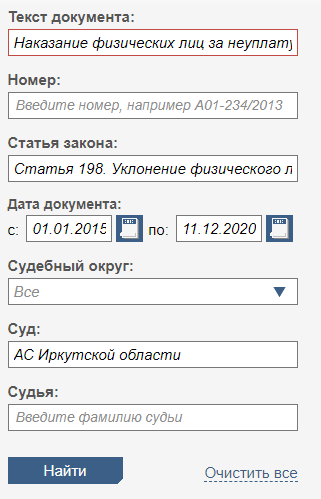 Текст документа:
Наказание физических лиц за неуплату
Номер:
Введите номер, например А01-234/2013
Статья закона:
Статья 198. Уклонение физического л
Дата документа:
с: 01.01.2015 по: 11.12.2020
Судебный округ:
Все
Суд:
АС Иркутской области
Судья:
Введите фамилию судьи
Найти Очистить все